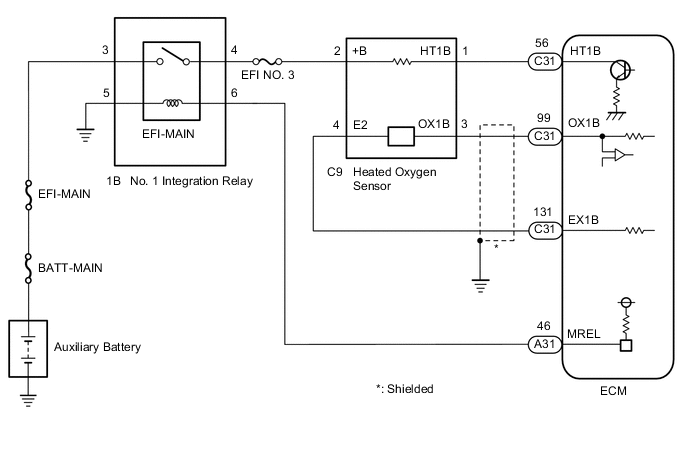 3
4
EFI NO. 3
5
6
EFI-MAIN
1B No. 1 Integration Relay
EFI-MAIN
BATT-MAIN
Auxiliary Battery
2
+B
HT1B
1
4
E2
OX1B
3
C9 Heated Oxygen
Sensor
*
56
C31
HT1B
99
C31
OX1B
131
C31
EX1B
46
A31
MREL
*: Shielded
ECM